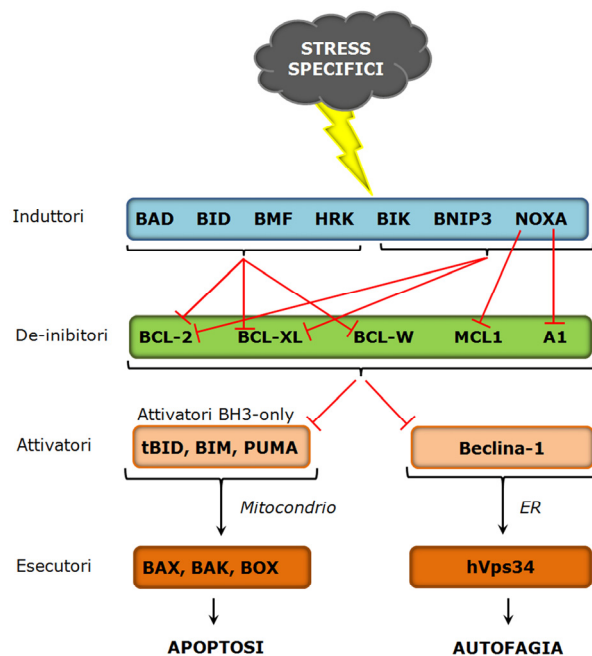 STRESS
SPECIFICI
Induttori
BAD BID BMF HRK BIK BNIP3 NOXA
De-inibitori
BCL-2 BCL-XL BCL-W MCL1 A1
Attivatori BH3-only
Attivatori
tBID, BIM, PUMA
Beclina-1
Mitocondrio
ER
Esecutori
BAX, BAK, BOX
hVps34
APOPTOSI
AUTOFAGIA